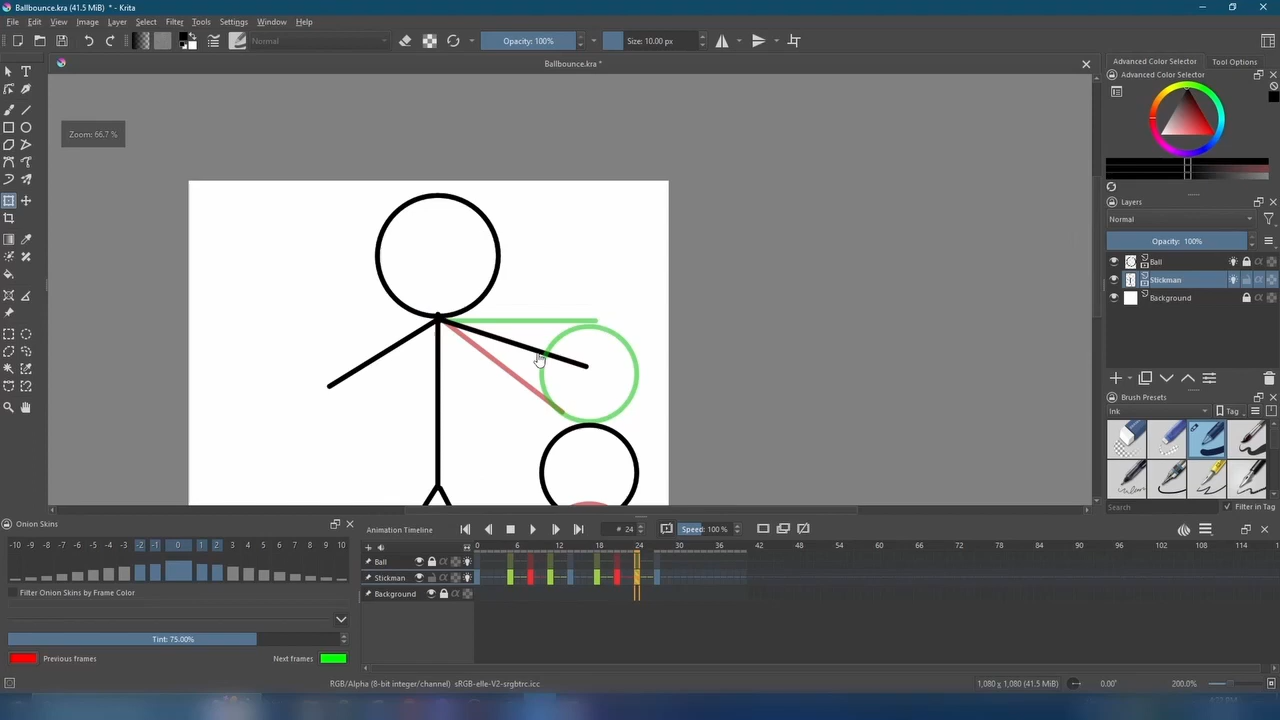 Ballbounce.kra (41.5 MiB) * - Krita
File Edit View Image Layer Select Filter Tools Settings Window Help
Normal
Opacity: 100%
Size: 10.00 px
Ballbounce.kra *
Zoom: 66.7 %
Advanced Color Selector Tool Options
Advanced Color Selector
Layers
Normal
Opacity: 100%
Ball
Stickman
Background
Brush Presets
Ink
Tag
Search
Filter in Tag
Onion Skins
-10 -9 -8 -7 -6 -5 -4 -3 -2 -1 0 1 2 3 4 5 6 7 8 9 10
Filter Onion Skins by Frame Color
Tint: 75.00%
Previous frames
Next frames
Animation Timeline
# 24
Speed: 100 %
0 6 12 18 24 30 36 42 48 54 60 66 72 78 84 90 96 102 108 114 1
Ball
Stickman
Background
RGB/Alpha (8-bit integer/channel) sRGB-elle-V2-srgbtrc.icc
1,080 x 1,080 (41.5 MiB)
0.00°
200.0%